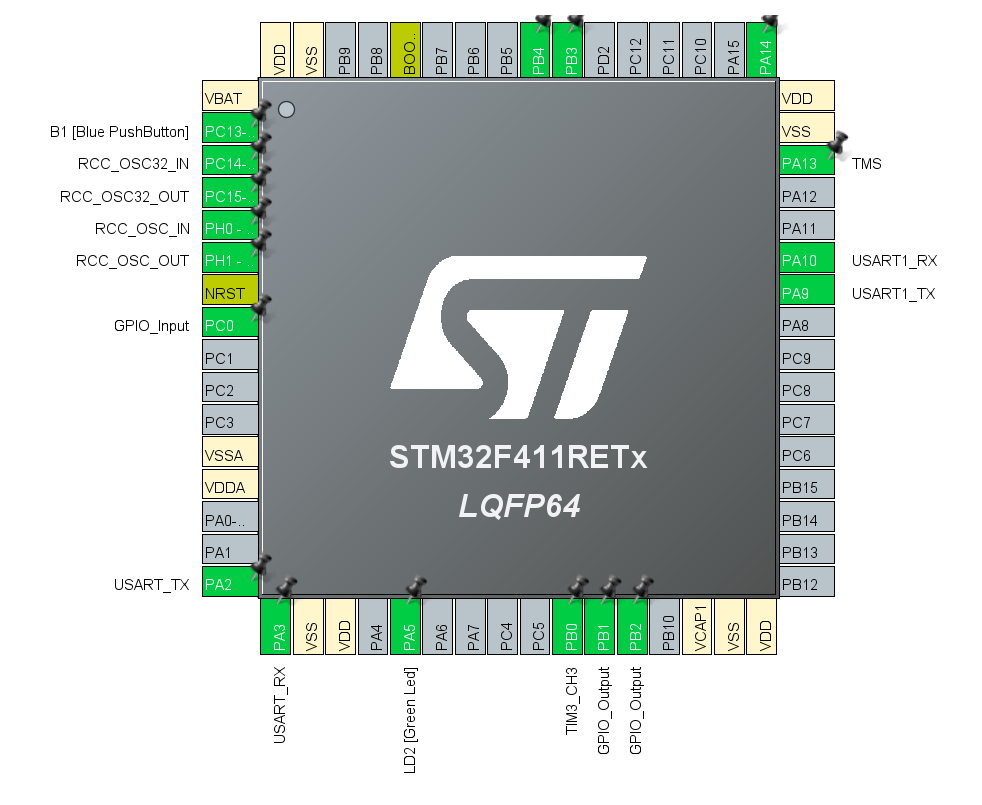 VDD
VSS
PB9
PB8
BOO..
PB7
PB6
PB5
PB4
PB3
PD2
PC12
PC11
PC10
PA15
PA14
VBAT
B1 [Blue PushButton]
PC13-..
RCC_OSC32_IN
PC14-..
RCC_OSC32_OUT
PC15-..
RCC_OSC_IN
PH0 - ..
RCC_OSC_OUT
PH1 - ..
NRST
GPIO_Input
PC0
PC1
PC2
PC3
VSSA
VDDA
PA0-..
PA1
USART_TX
PA2
VDD
VSS
PA13
TMS
PA12
PA11
PA10
USART1_RX
PA9
USART1_TX
PA8
PC9
PC8
PC7
PC6
PB15
PB14
PB13
PB12
ST
STM32F411RETx
LQFP64
PA3
VSS
VDD
PA4
PA5
PA6
PA7
PC4
PC5
PB0
PB1
PB2
PB10
VCAP1
VSS
VDD
USART_RX
LD2 [Green Led]
TIM3_CH3
GPIO_Output
GPIO_Output